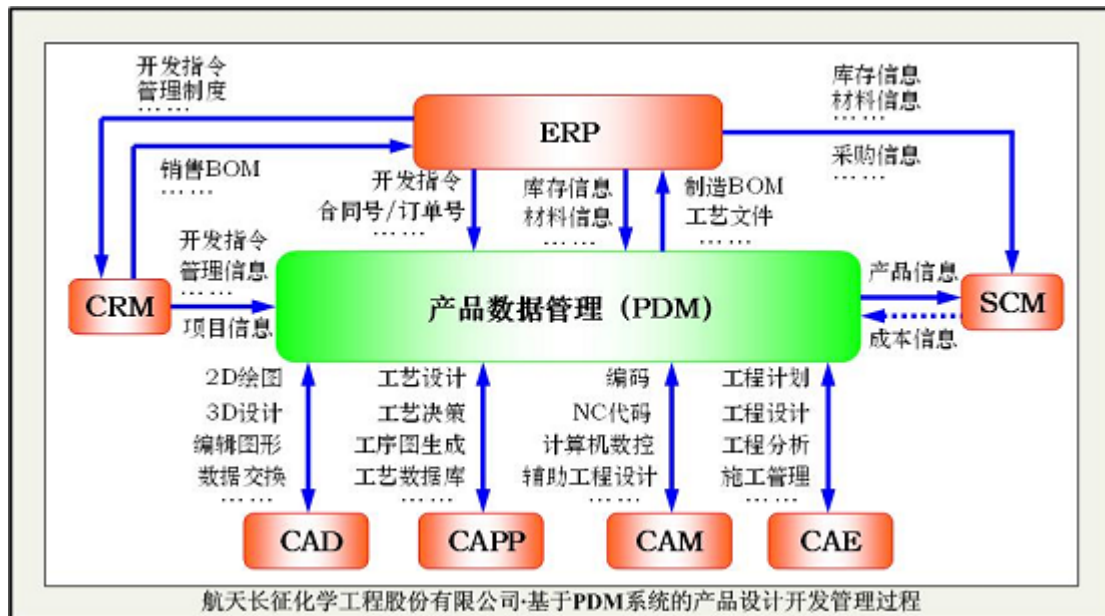 开发指令
管理制度
……
库存信息
材料信息
……
ERP
销售BOM
……
采购信息
……
开发指令
合同号/订单号
……
库存信息
材料信息
……
制造BOM
工艺文件
……
开发指令
管理信息
……
CRM
项目信息
产品数据管理（PDM）
产品信息
SCM
成本信息
2D绘图
3D设计
编辑图形
数据交换
……
工艺设计
工艺决策
工序图生成
工艺数据库
……
编码
NC代码
计算机数控
辅助工程设计
……
工程计划
工程设计
工程分析
施工管理
……
CAD
CAPP
CAM
CAE
航天长征化学工程股份有限公司·基于PDM系统的产品设计开发管理过程